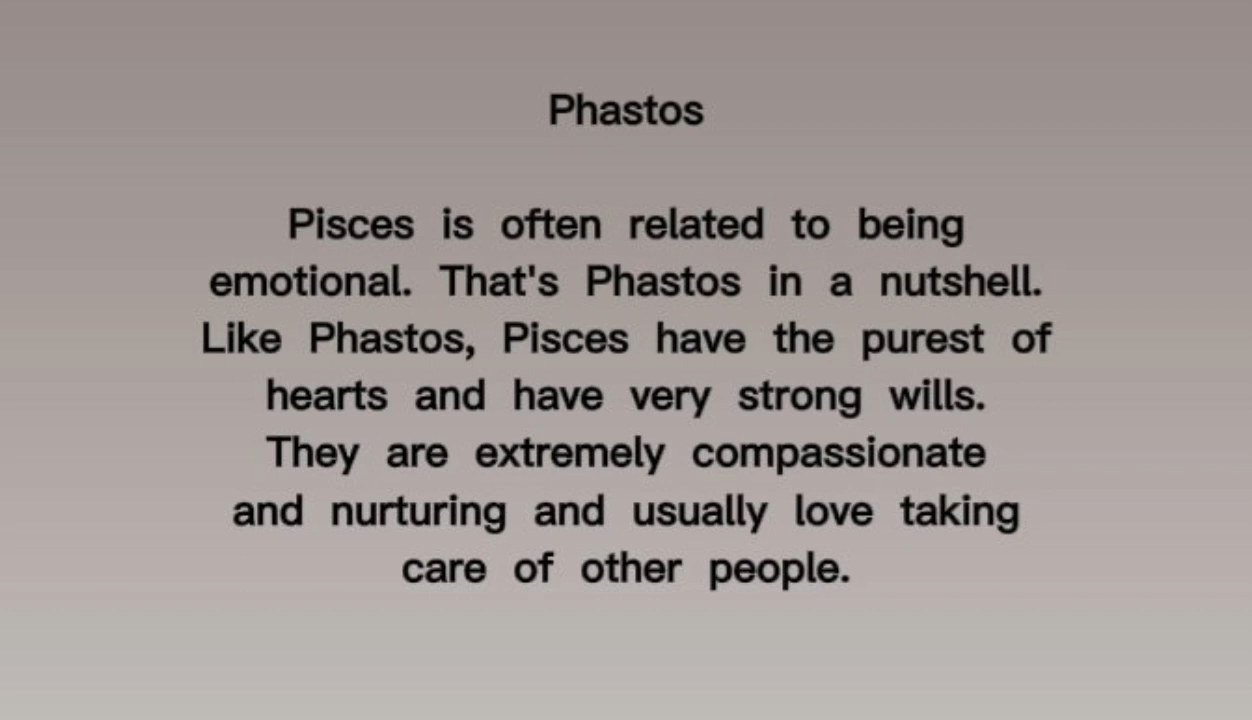 Phastos
Pisces is often related to being
emotional. That's Phastos in a nutshell.
Like Phastos, Pisces have the purest of
hearts and have very strong wills.
They are extremely compassionate
and nurturing and usually love taking
care of other people.